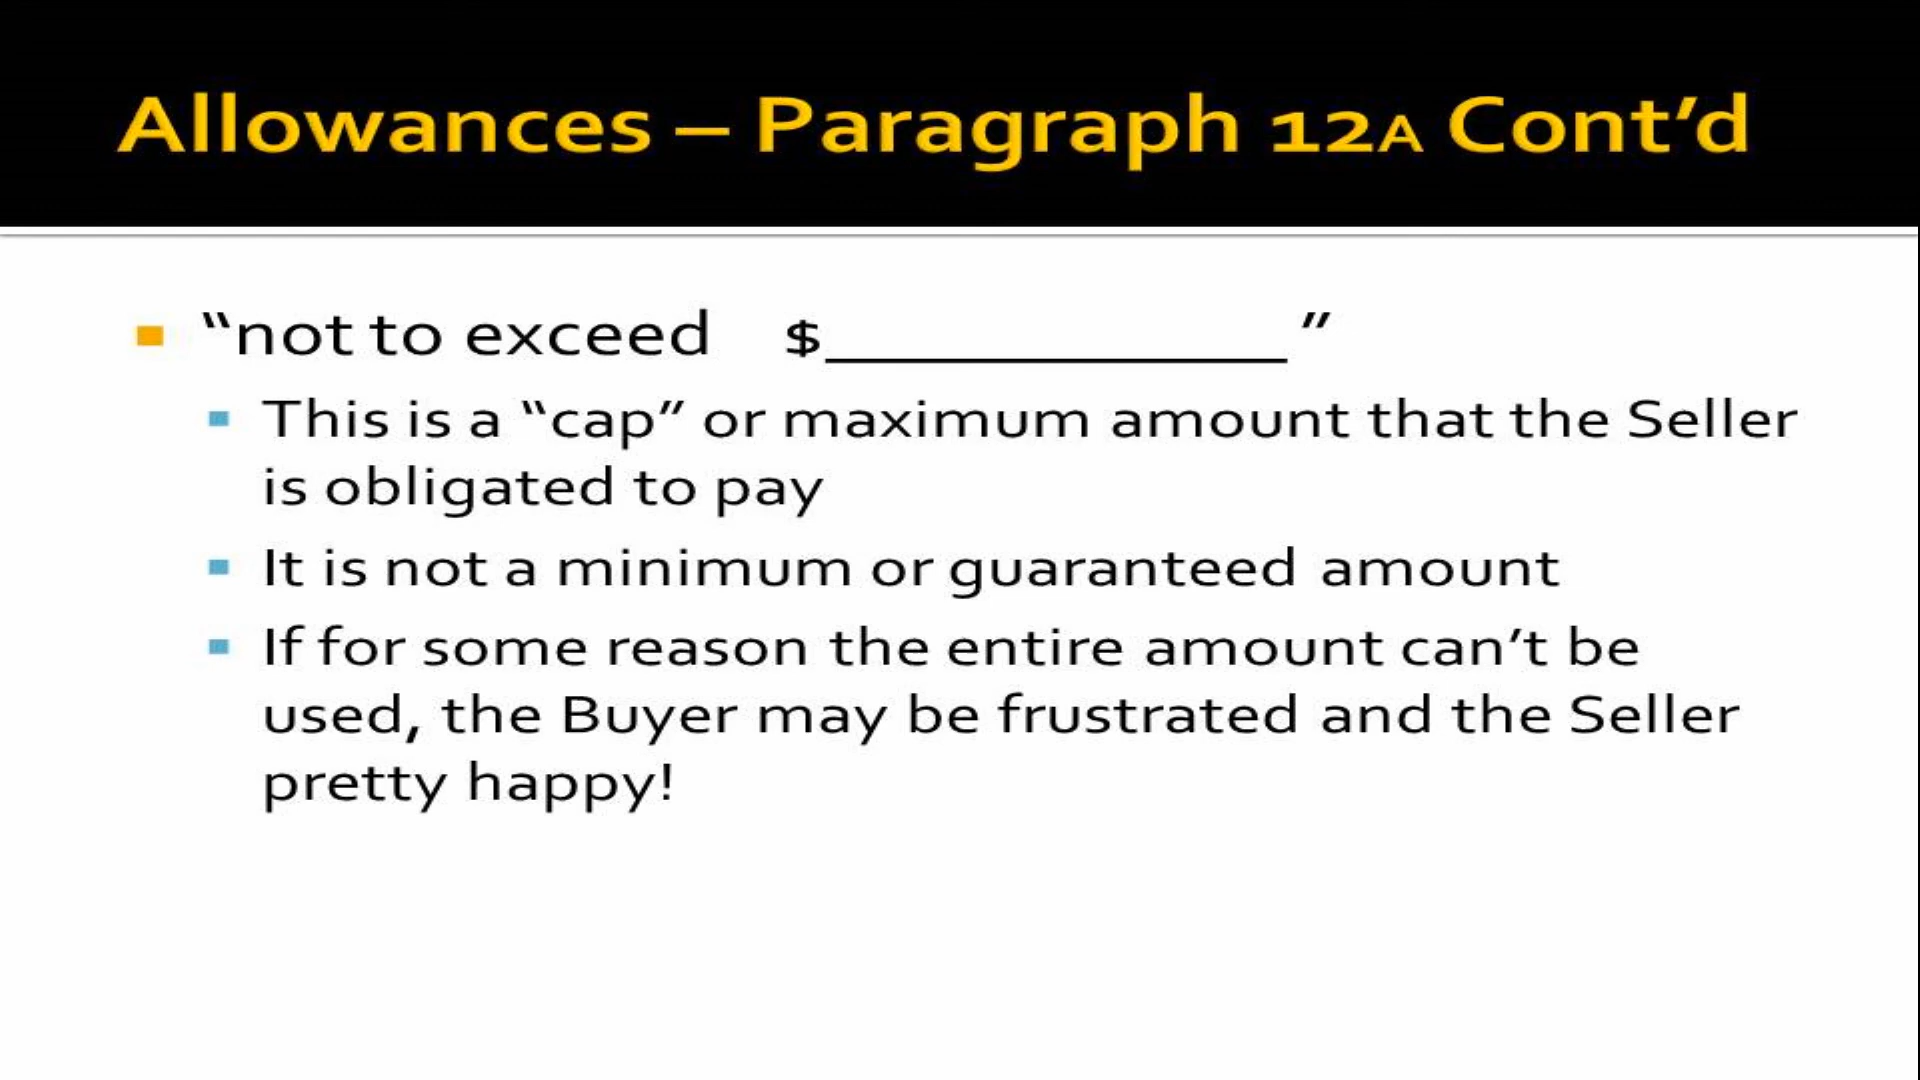 Allowances – Paragraph 12A Cont’d
“not to exceed $______________”
This is a “cap” or maximum amount that the Seller
is obligated to pay
It is not a minimum or guaranteed amount
If for some reason the entire amount can’t be
used, the Buyer may be frustrated and the Seller
pretty happy!